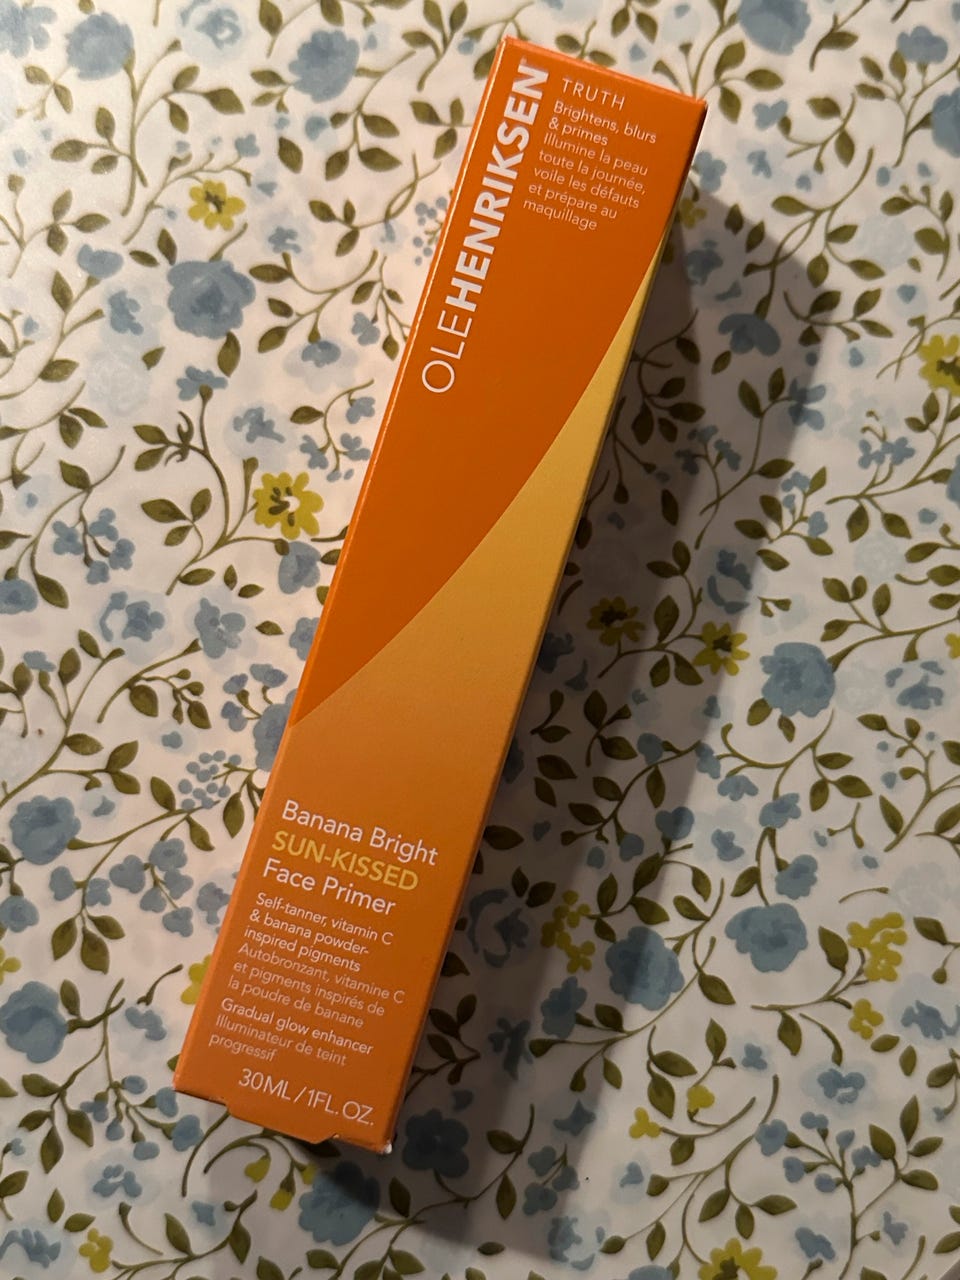 OLEHENRIKSEN™
TRUTH
Brightens, blurs
& primes
Illumine la peau
toute la journée,
voile les défauts
et prépare au
maquillage
Banana Bright
SUN-KISSED
Face Primer
Self-tanner, vitamin C
& banana powder-
inspired pigments
Autobronzant, vitamine C
et pigments inspirés de
la poudre de banane
Gradual glow enhancer
Illuminateur de teint
progressif
30ML/1FL. OZ.